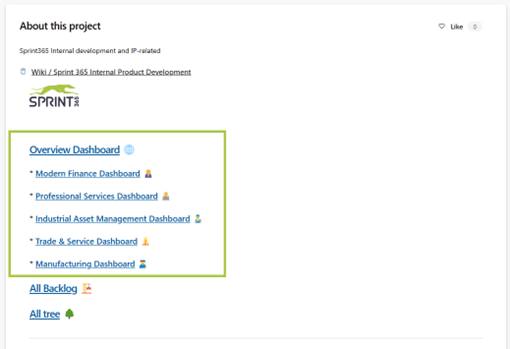 About this project
Like 0
Sprint365 Internal development and IP-related
Wiki / Sprint 365 Internal Product Development
SPRINT 365
Overview Dashboard
* Modern Finance Dashboard
* Professional Services Dashboard
* Industrial Asset Management Dashboard
* Trade & Service Dashboard
* Manufacturing Dashboard
All Backlog
All tree